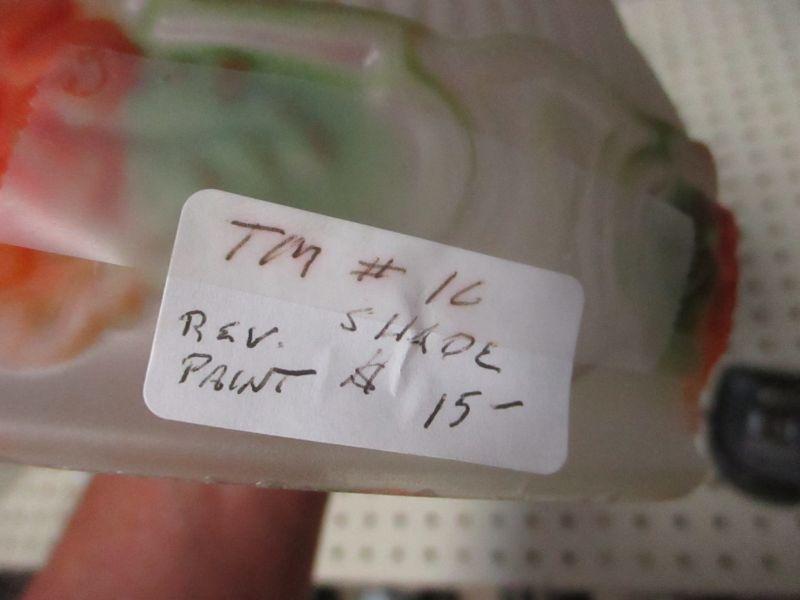 TM # 16
REV. SHADE
PAINT $ 15-